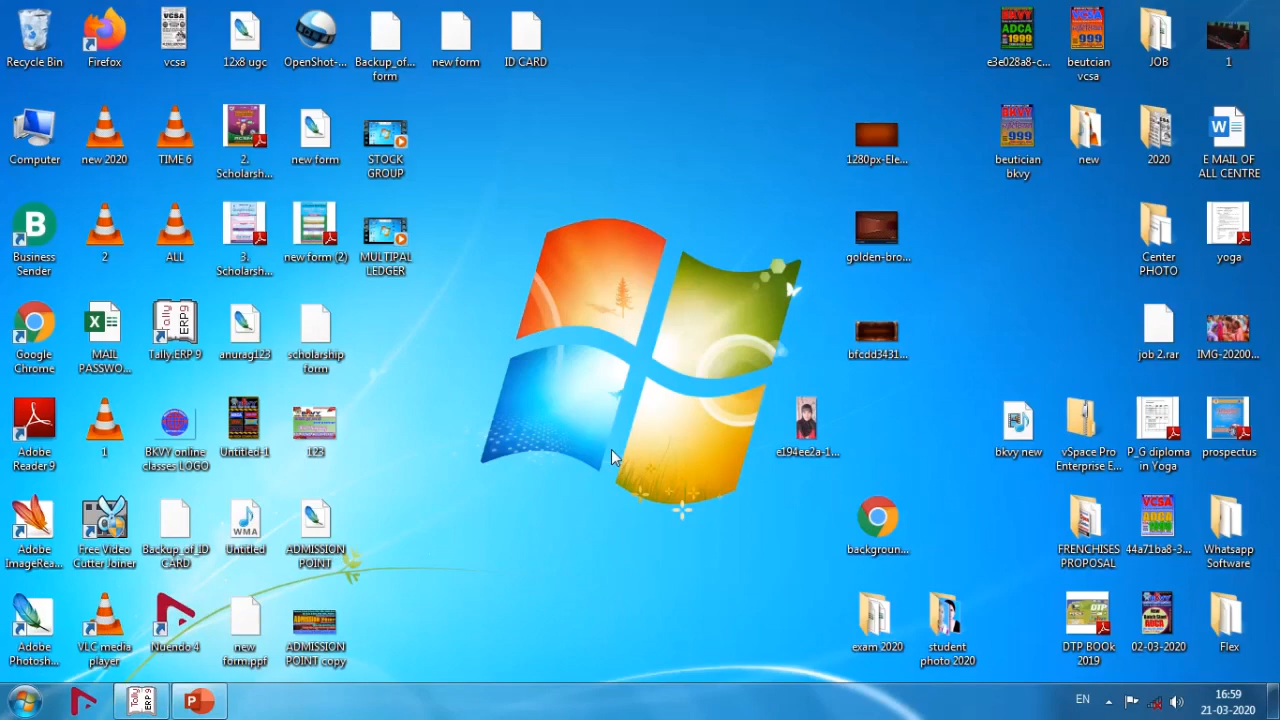 Recycle Bin
Firefox
vcsa
12x8 ugc
OpenShot-...
Backup_of...
form
new form
ID CARD
e3e028a8-c...
beutcian
vcsa
JOB
1
Computer
new 2020
TIME 6
2.
Scholarsh...
new form
STOCK
GROUP
1280px-Ele...
beutician
bkvy
new
2020
E MAIL OF
ALL CENTRE
Business
Sender
2
ALL
3.
Scholarsh...
new form (2)
MULTIPAL
LEDGER
golden-bro...
Center
PHOTO
yoga
Google
Chrome
MAIL
PASSWO...
Tally.ERP 9
anurag123
scholarship
form
bfcdd3431...
job 2.rar
IMG-20200...
Adobe
Reader 9
1
BKVY online
classes LOGO
Untitled-1
123
e194ee2a-1...
bkvy new
vSpace Pro
Enterprise E...
P_G diploma
in Yoga
prospectus
Adobe
ImageRea...
Free Video
Cutter Joiner
Backup_of_ID
CARD
WMA
Untitled
ADMISSION
POINT
backgroun...
FRENCHISES
PROPOSAL
44a71ba8-3...
Whatsapp
Software
Adobe
Photosh...
VLC media
player
Nuendo 4
new
form.ppf
ADMISSION
POINT copy
exam 2020
student
photo 2020
DTP BOOk
2019
02-03-2020
Flex
EN
16:59
21-03-2020